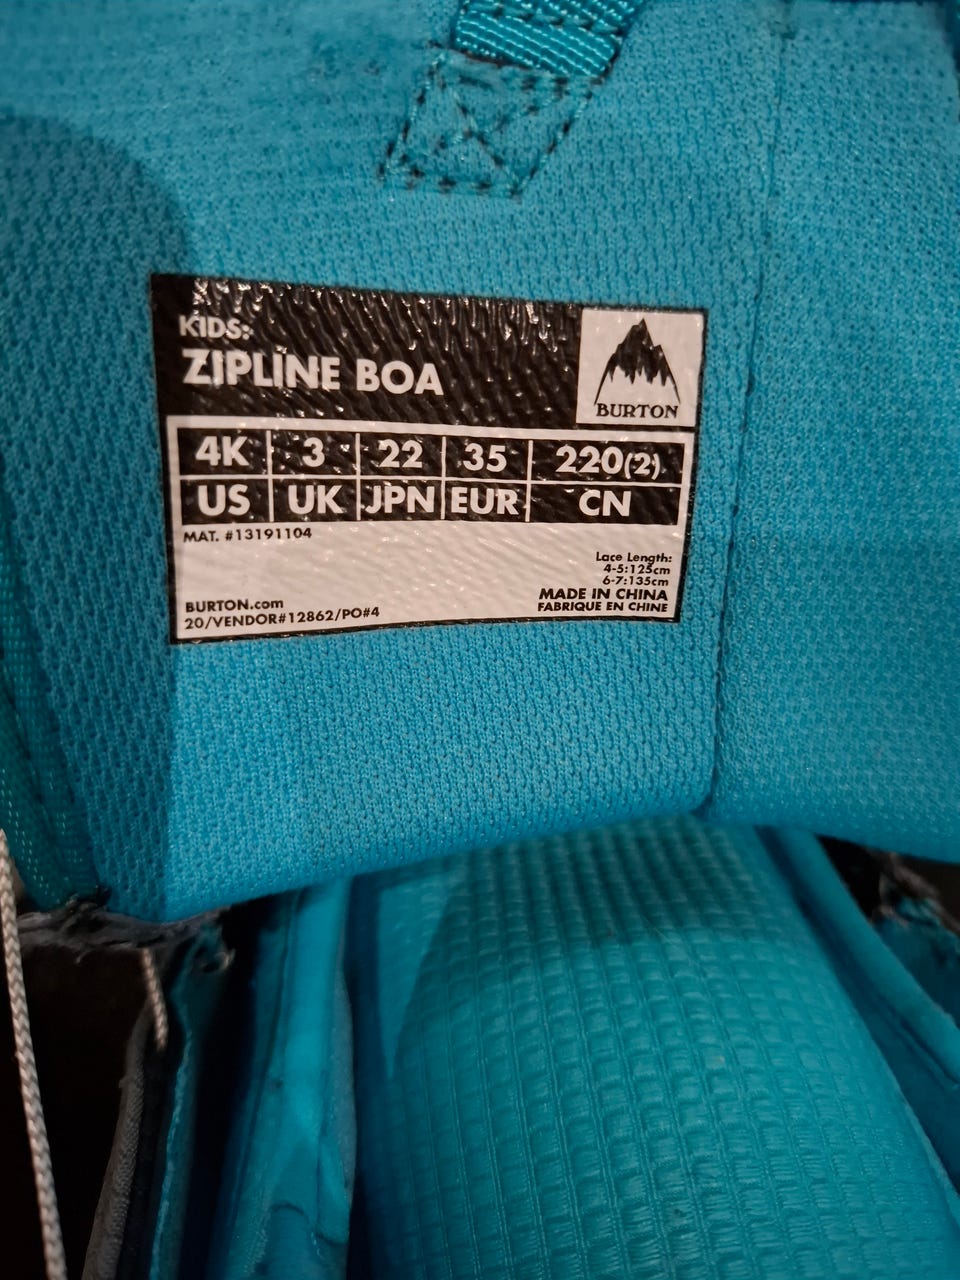 KIDS:
ZIPLINE BOA
BURTON
4K 3 22 35 220(2)
US UK JPN EUR CN
MAT. #13191104
Lace Length:
4-5:125cm
6-7:135cm
MADE IN CHINA
FABRIQUE EN CHINE
BURTON.com
20/VENDOR#12862/PO#4